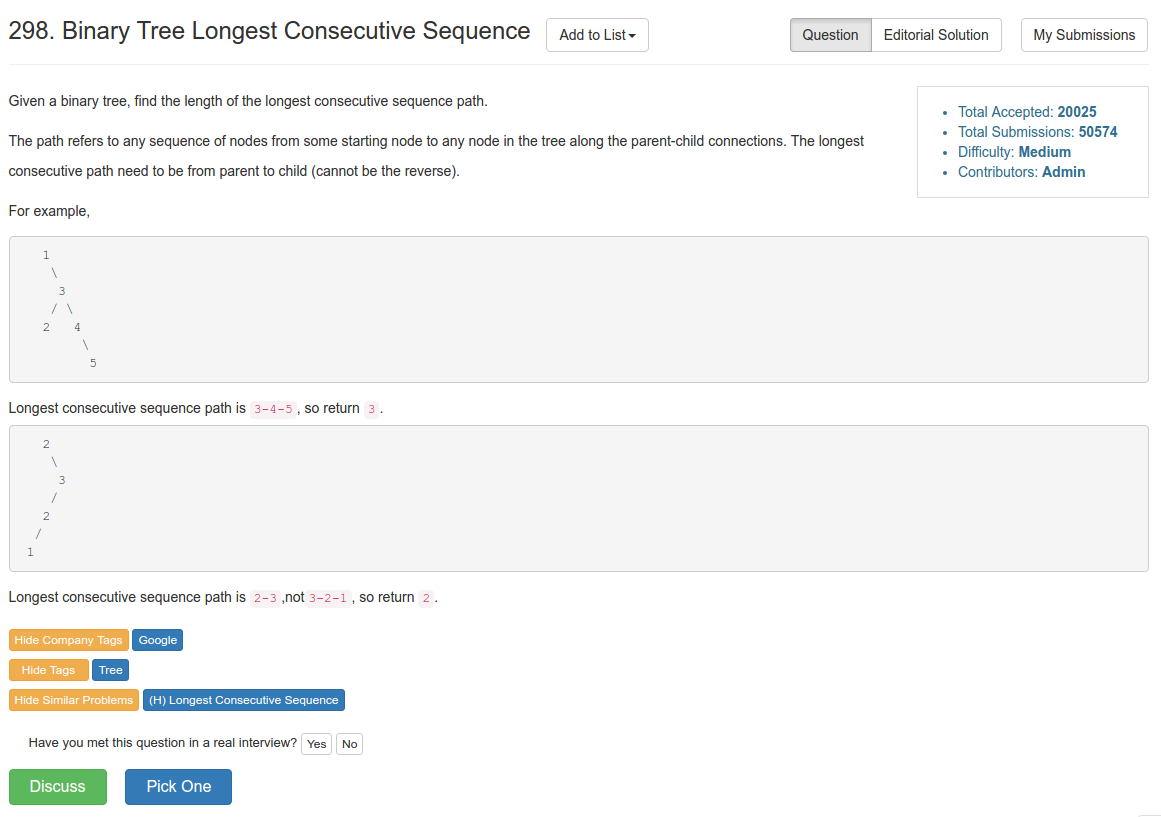 298. Binary Tree Longest Consecutive Sequence Add to List Question Editorial Solution My Submissions
Given a binary tree, find the length of the longest consecutive sequence path.
The path refers to any sequence of nodes from some starting node to any node in the tree along the parent-child connections. The longest
consecutive path need to be from parent to child (cannot be the reverse).
For example,
Total Accepted: 20025
Total Submissions: 50574
Difficulty: Medium
Contributors: Admin
1
\
3
/ \
2 4
\
5
Longest consecutive sequence path is 3-4-5, so return 3.
2
\
3
/
2
/
1
Longest consecutive sequence path is 2-3 ,not 3-2-1, so return 2.
Hide Company Tags Google
Hide Tags Tree
Hide Similar Problems (H) Longest Consecutive Sequence
Have you met this question in a real interview? Yes No
Discuss Pick One